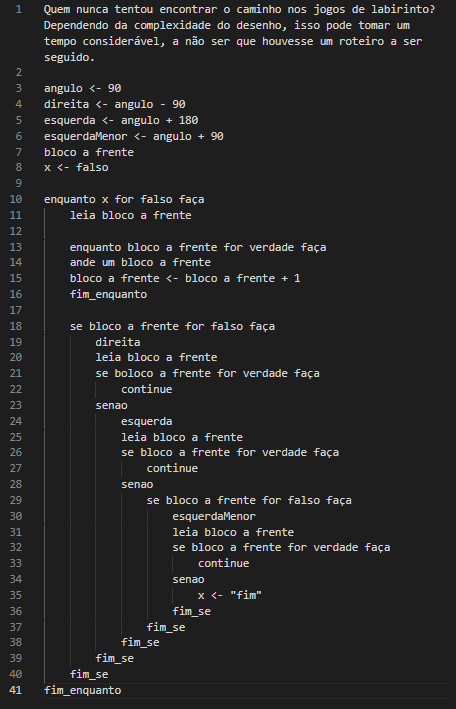 1 Quem nunca tentou encontrar o caminho nos jogos de labirinto?
Dependendo da complexidade do desenho, isso pode tomar um
tempo considerável, a não ser que houvesse um roteiro a ser
seguido.
2
3 angulo <- 90
4 direita <- angulo - 90
5 esquerda <- angulo + 180
6 esquerdaMenor <- angulo + 90
7 bloco a frente
8 x <- falso
9
10 enquanto x for falso faça
11 leia bloco a frente
12
13 enquanto bloco a frente for verdade faça
14 ande um bloco a frente
15 bloco a frente <- bloco a frente + 1
16 fim_enquanto
17
18 se bloco a frente for falso faça
19 direita
20 leia bloco a frente
21 se boloco a frente for verdade faça
22 continue
23 senao
24 esquerda
25 leia bloco a frente
26 se bloco a frente for verdade faça
27 continue
28 senao
29 se bloco a frente for falso faça
30 esquerdaMenor
31 leia bloco a frente
32 se bloco a frente for verdade faça
33 continue
34 senao
35 x <- "fim"
36 fim_se
37 fim_se
38 fim_se
39 fim_se
40 fim_se
41 fim_enquanto